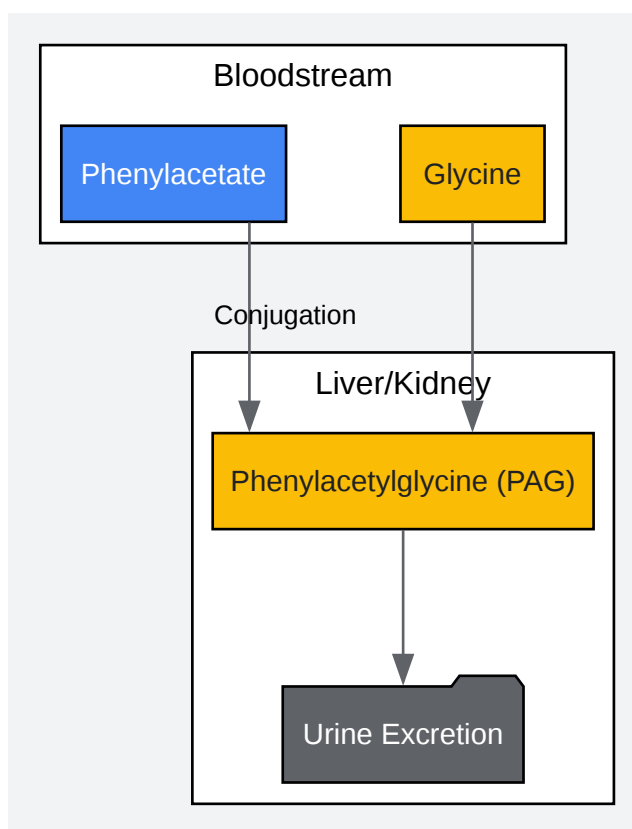 Bloodstream
Phenylacetate
Glycine
Conjugation
Liver/Kidney
Phenylacetylglycine (PAG)
Urine Excretion